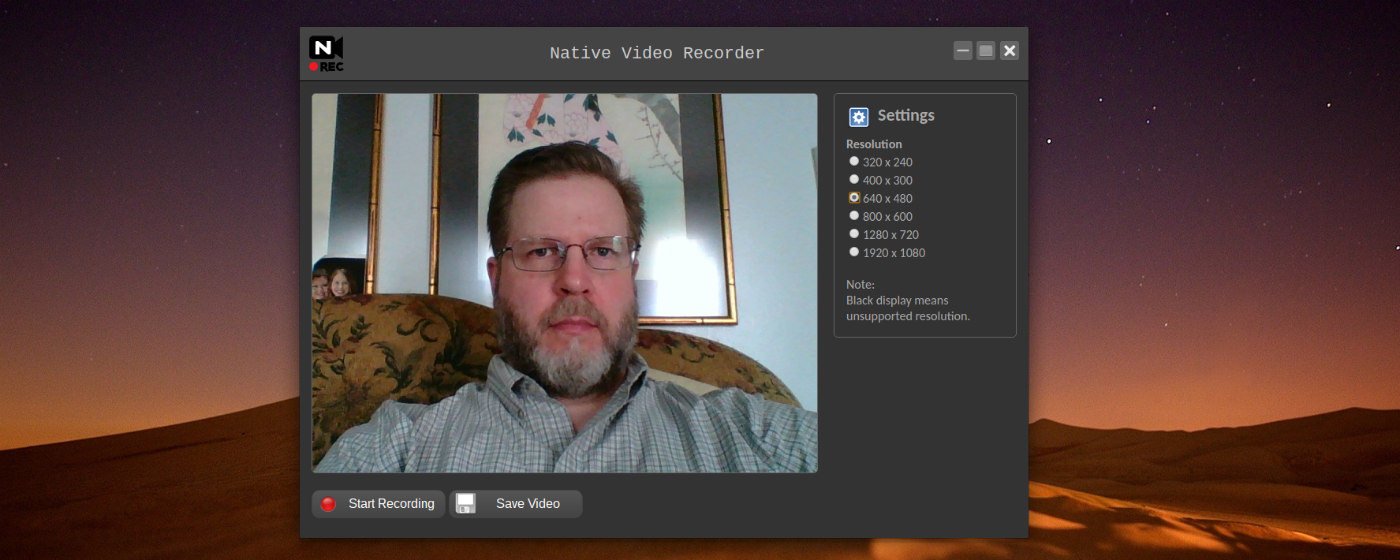 N
REC
Native Video Recorder
Settings
Resolution
320 x 240
400 x 300
640 x 480
800 x 600
1280 x 720
1920 x 1080
Note:
Black display means
unsupported resolution.
Start Recording
Save Video